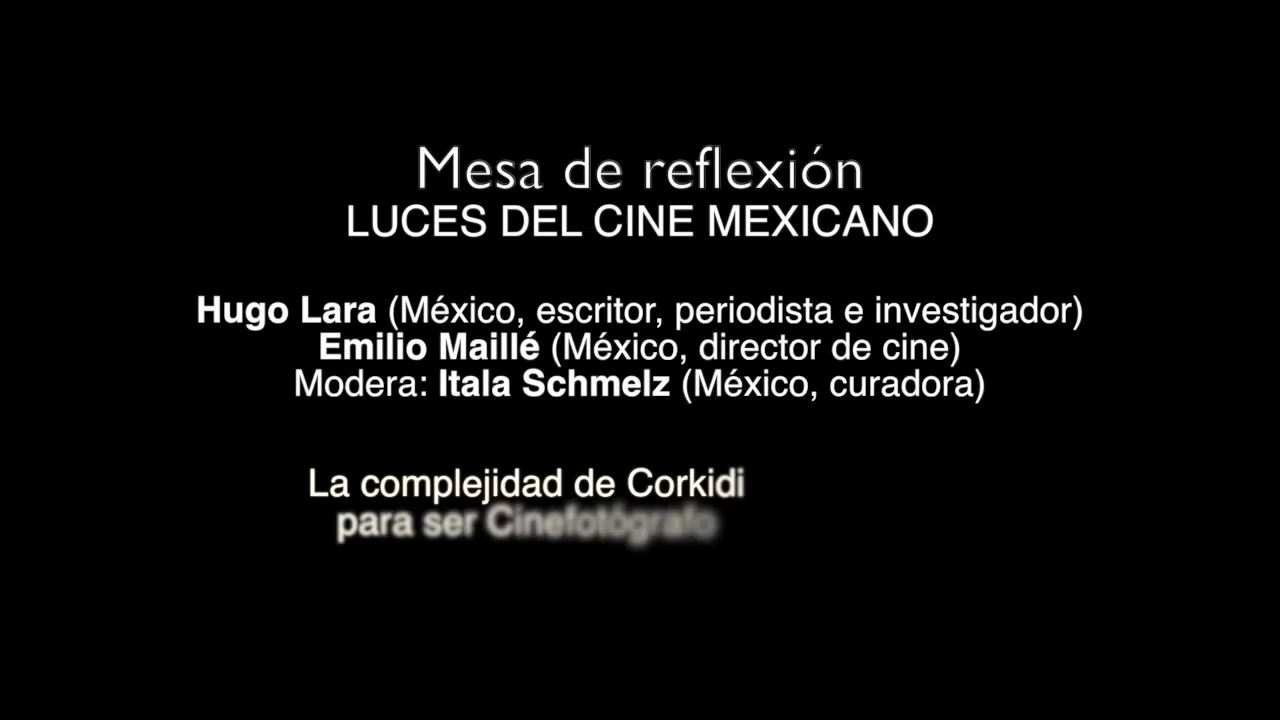 Mesa de reflexión
LUCES DEL CINE MEXICANO
Hugo Lara (México, escritor, periodista e investigador)
Emilio Maillé (México, director de cine)
Modera: Itala Schmelz (México, curadora)
La complejidad de Corkidi
para ser Cinefotógrafo